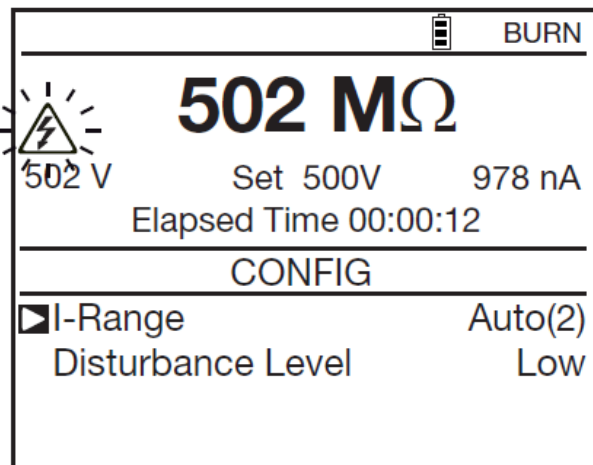 BURN
502 MΩ
502 V Set 500V 978 nA
Elapsed Time 00:00:12
CONFIG
I-Range Auto(2)
Disturbance Level Low